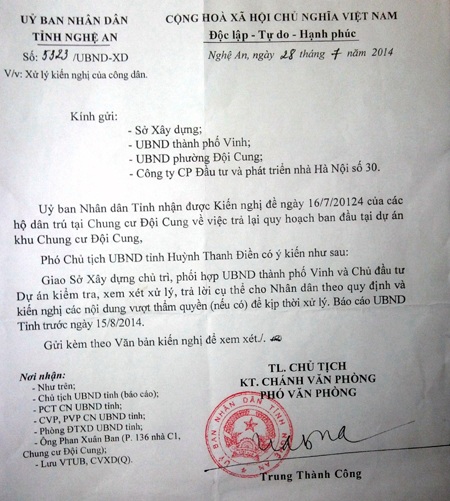 UỶ BAN NHÂN DÂN
TỈNH NGHỆ AN
Số: 5323/UBND-XD
V/v: Xử lý kiến nghị của công dân.
CỘNG HOÀ XÃ HỘI CHỦ NGHĨA VIỆT NAM
Độc lập - Tự do - Hạnh phúc
Nghệ An, ngày 28 tháng 7 năm 2014
Kính gửi:
- Sở Xây dựng;
- UBND thành phố Vinh;
- UBND phường Đội Cung;
- Công ty CP Đầu tư và phát triển nhà Hà Nội số 30.
Uỷ ban Nhân dân Tỉnh nhận được Kiến nghị đề ngày 16/7/20124 của các
hộ dân trú tại Chung cư Đội Cung về việc trả lại quy hoạch ban đầu tại dự án
khu Chung cư Đội Cung,
Phó Chủ tịch UBND tỉnh Huỳnh Thanh Điền có ý kiến như sau:
Giao Sở Xây dựng chủ trì, phối hợp UBND thành phố Vinh và Chủ đầu tư
Dự án kiểm tra, xem xét xử lý, trả lời cụ thể cho Nhân dân theo quy định và
kiến nghị các nội dung vượt thẩm quyền (nếu có) để kịp thời xử lý. Báo cáo UBND
Tỉnh trước ngày 15/8/2014.
Gửi kèm theo Văn bản kiến nghị để xem xét/.
Nơi nhận:
- Như trên;
- Chủ tịch UBND tỉnh (báo cáo);
- PCT CN UBND tỉnh;
- CVP, PVP CN UBND tỉnh;
- Phòng ĐTXD UBND tỉnh;
- Ông Phan Xuân Ban (P. 136 nhà C1,
Chung cư Đội Cung);
- Lưu VTUB, CVXD(Q).
TL. CHỦ TỊCH
KT. CHÁNH VĂN PHÒNG
PHÓ VĂN PHÒNG
UỶ BAN NHÂN DÂN TỈNH NGHỆ AN
Trung Thành Công